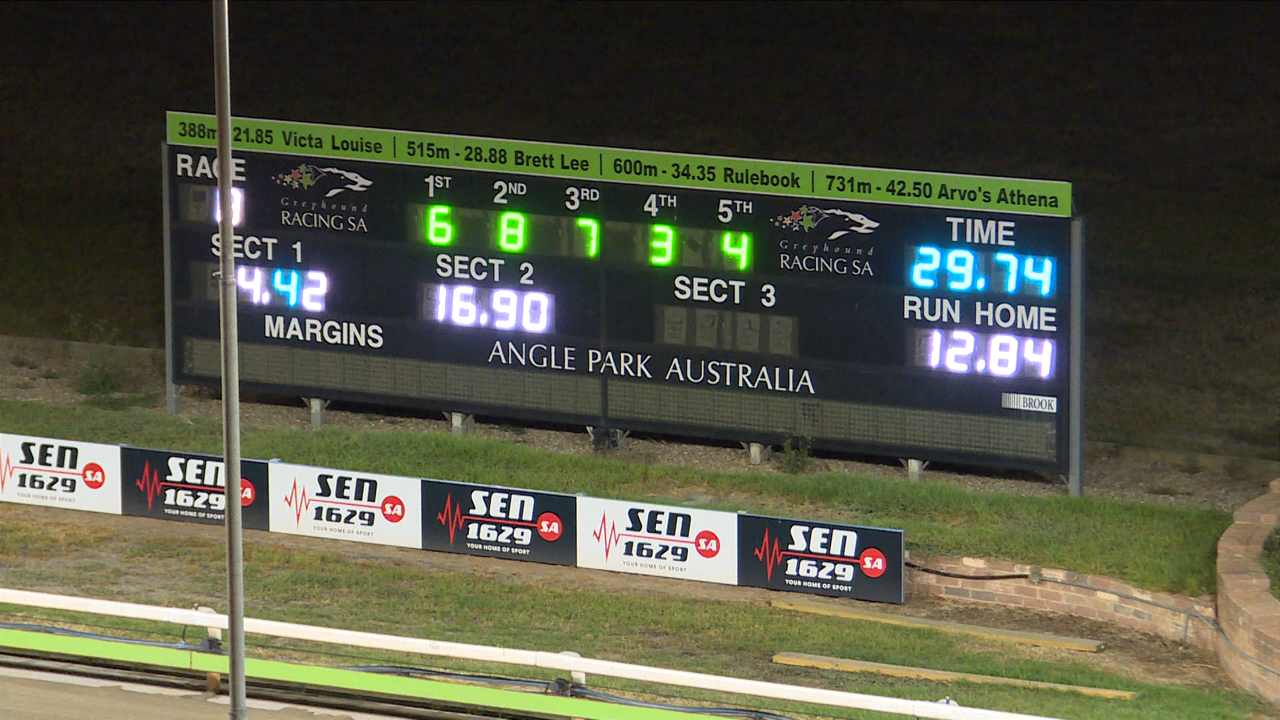 388m 21.85 Victa Louise | 515m - 28.88 Brett Lee | 600m - 34.35 Rulebook | 731m - 42.50 Arvo's Athena
RACE
Greyhound
RACING SA
1ST 2ND 3RD 4TH 5TH
6 8 7 3 4
Greyhound
RACING SA
TIME
29.74
SECT 1
4.42
SECT 2
16.90
SECT 3
RUN HOME
12.84
MARGINS
ANGLE PARK AUSTRALIA
BROOK
SEN SA
1629
YOUR HOME OF SPORT
SEN SA
1629
YOUR HOME OF SPORT
SEN SA
1629
YOUR HOME OF SPORT
SEN SA
1629
YOUR HOME OF SPORT
SEN SA
1629
YOUR HOME OF SPORT
SEN SA
1629
YOUR HOME OF SPORT